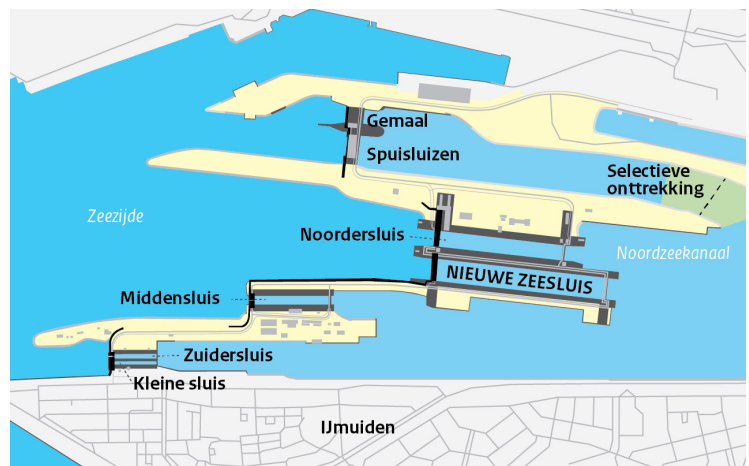 Gemaal
Spuisluizen
Selectieve
onttrekking
Zeezijde
Noordersluis
Noordzeekanaal
NIEUWE ZEESLUIS
Middensluis
Zuidersluis
Kleine sluis
IJmuiden